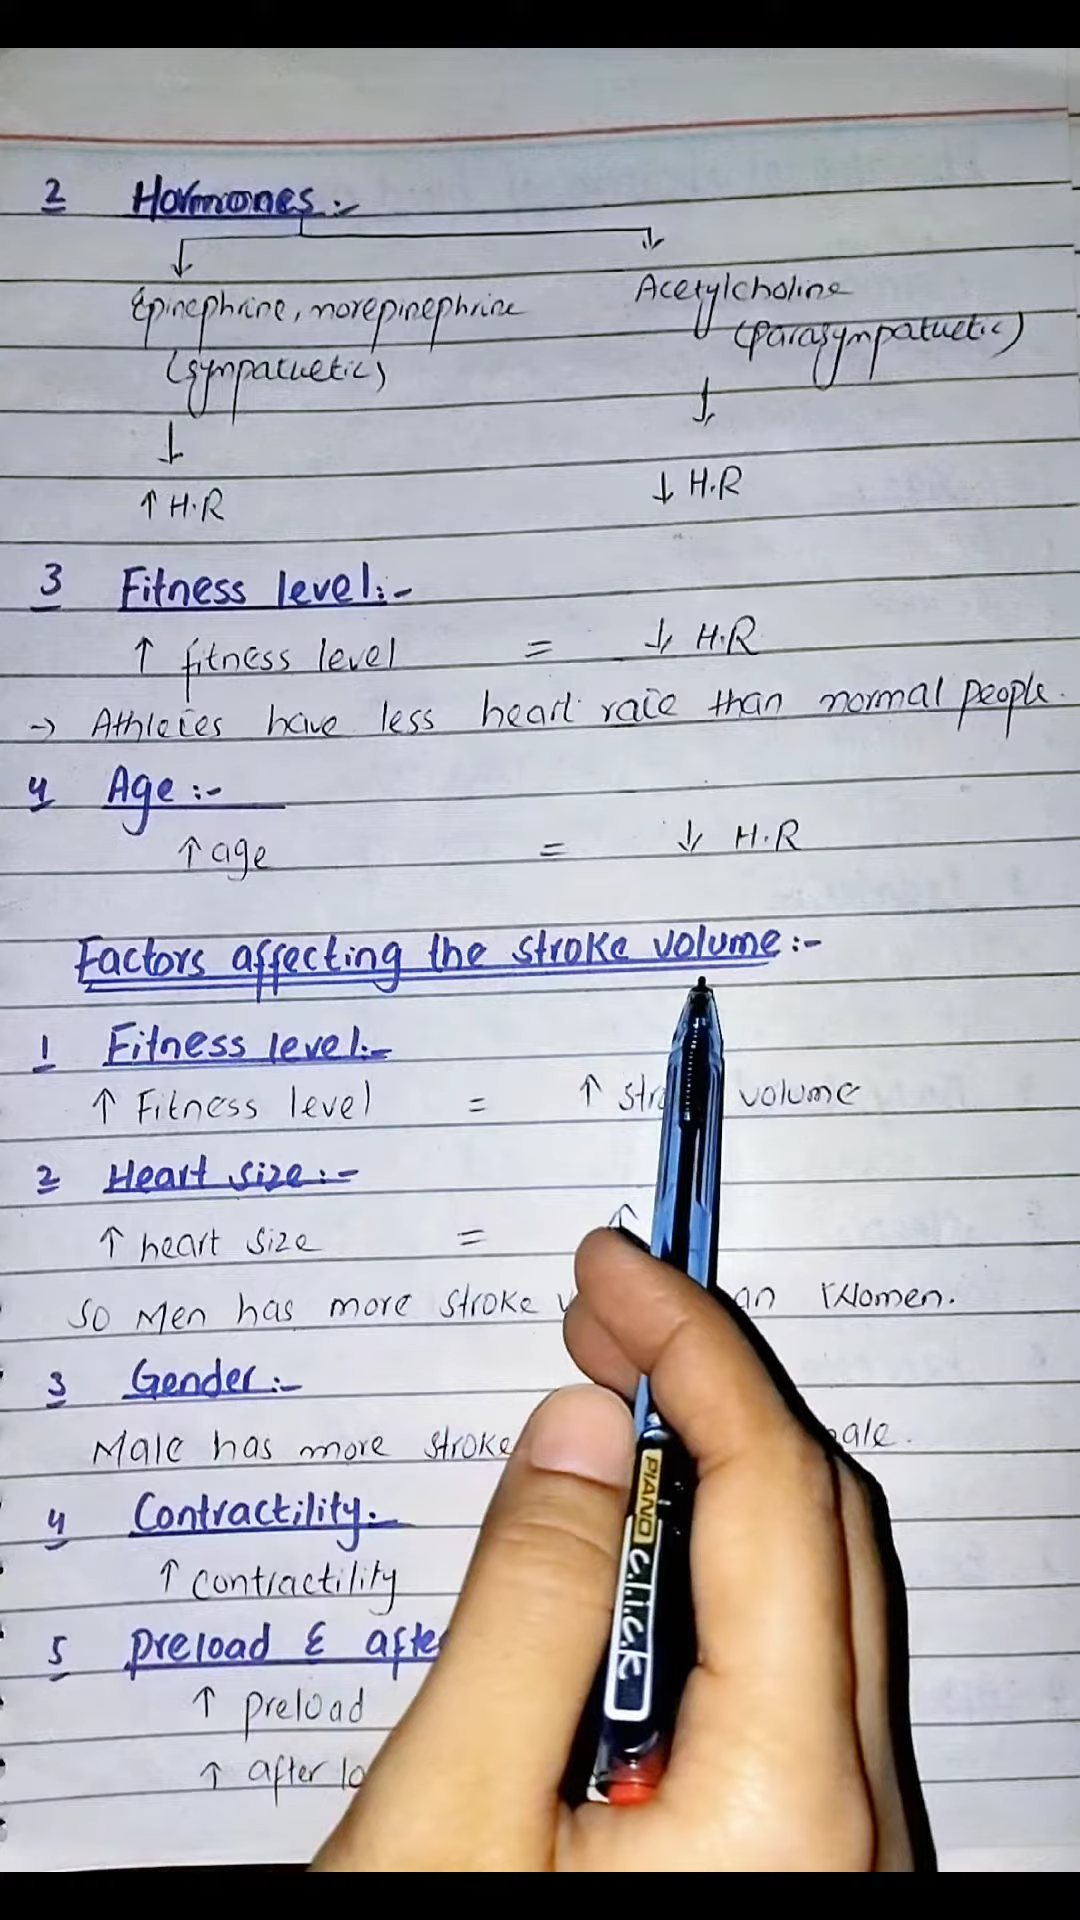 2 Hormones:-
Epinephrine, norepinephrine
Acetylcholine
(sympathetic)
(parasympathetic)
↓
↓
↑ H.R
↓ H.R
3 Fitness level:-
↑ fitness level = ↓ H.R
→ Athletes have less heart rate than normal people.
4 Age:-
↑ age = ↓ H.R
Factors affecting the stroke volume:-
1 Fitness level:-
↑ Fitness level = ↑ volume
2 Heart size:-
↑ heart size = ↑
So Men has more stroke Women.
3 Gender:-
Male has more stroke
4 Contractility.-
↑ contractility
5 preload &
↑ preload
↑ after
PIANO
c.l.i.c.k